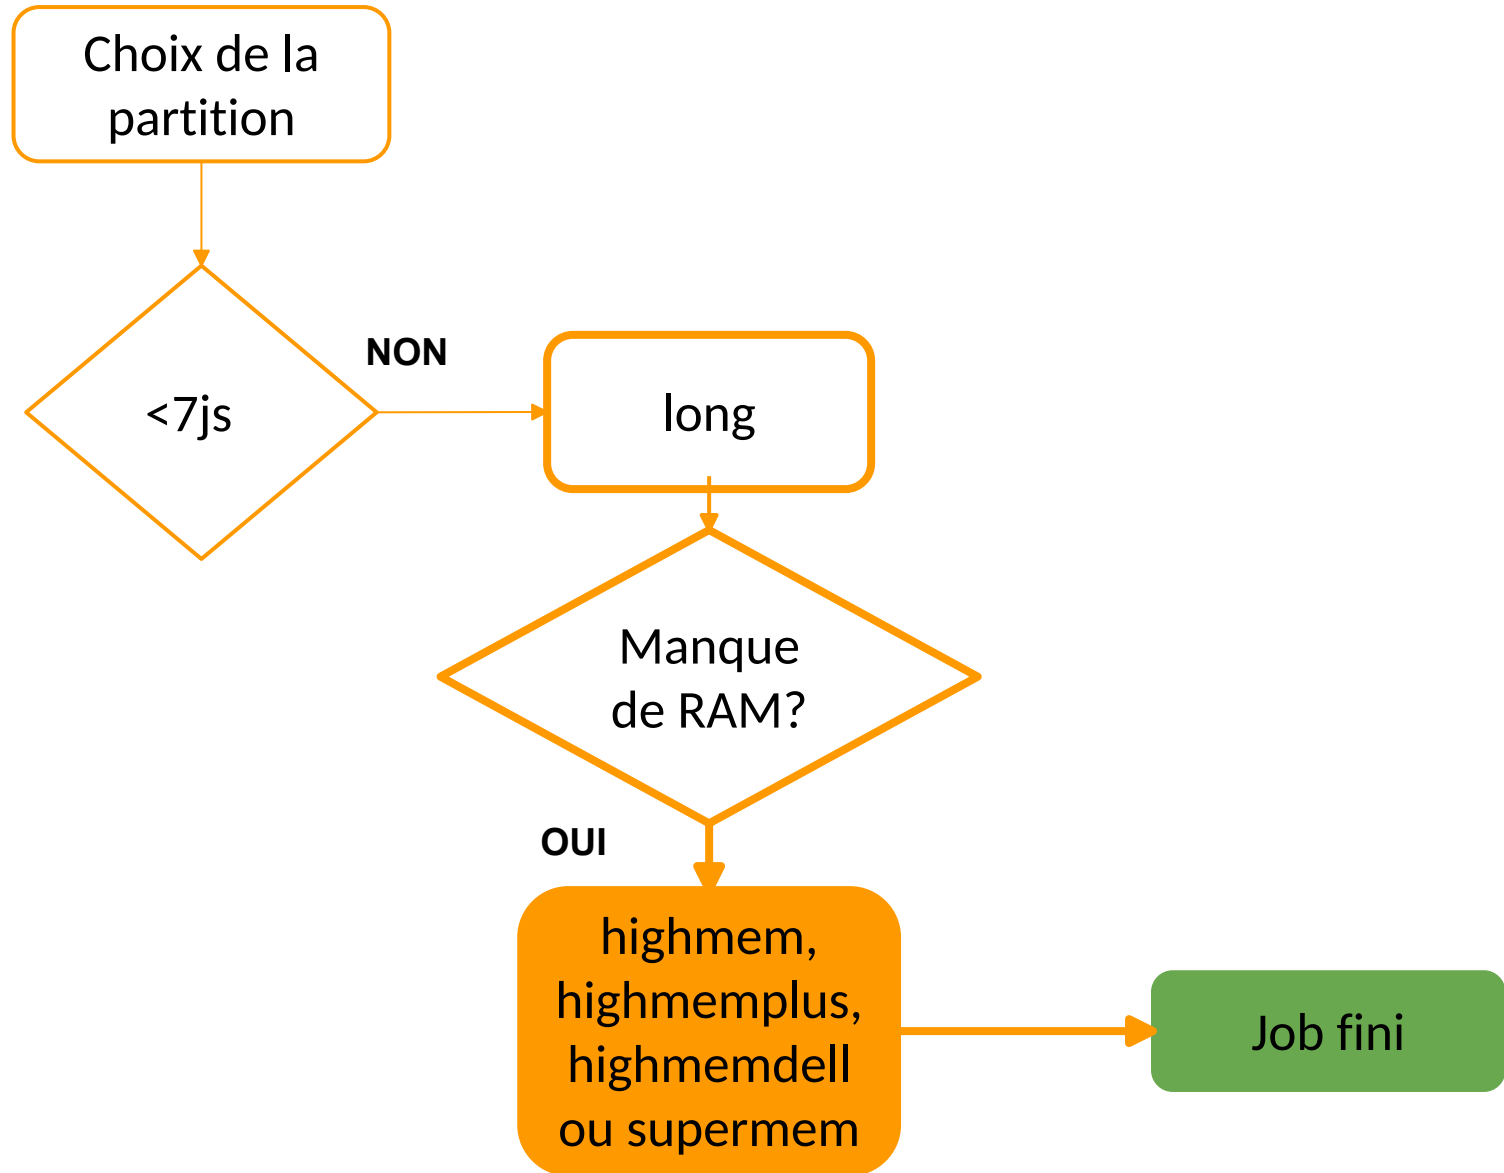 Choix de la
partition
NON
<7js
long
Manque
de RAM?
OUI
highmem,
highmemplus,
highmemdell
ou supermem
Job fini